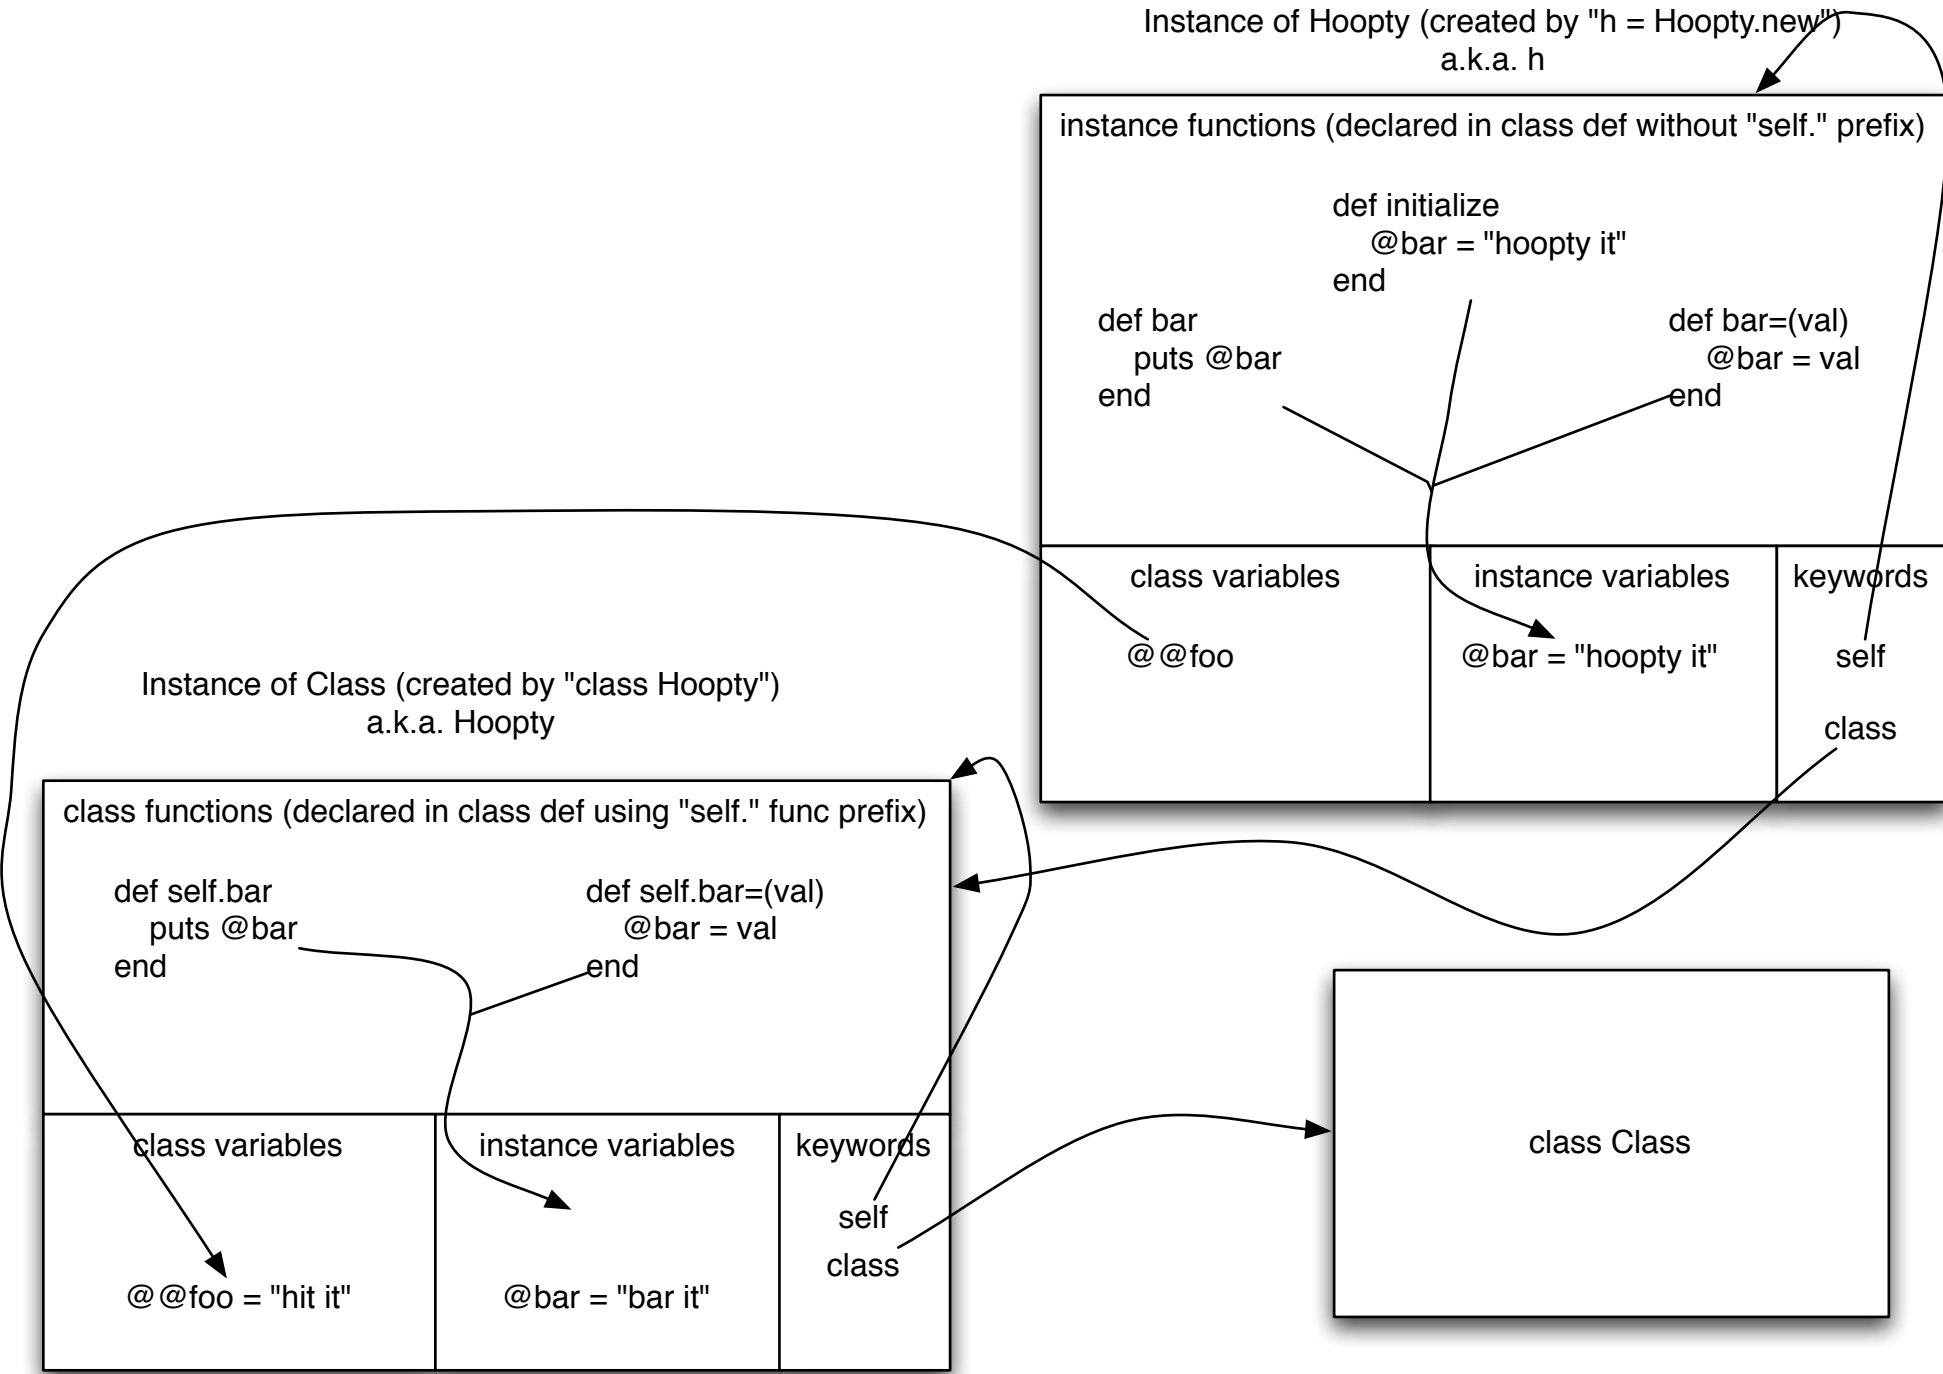 Instance of Hoopty (created by "h = Hoopty.new")
a.k.a. h
instance functions (declared in class def without "self." prefix)
def initialize
@bar = "hoopty it"
end
def bar
puts @bar
end
def bar=(val)
@bar = val
end
class variables
@@foo
instance variables
@bar = "hoopty it"
keywords
self
class
Instance of Class (created by "class Hoopty")
a.k.a. Hoopty
class functions (declared in class def using "self." func prefix)
def self.bar
puts @bar
end
def self.bar=(val)
@bar = val
end
class variables
@@foo = "hit it"
instance variables
@bar = "bar it"
keywords
self
class
class Class